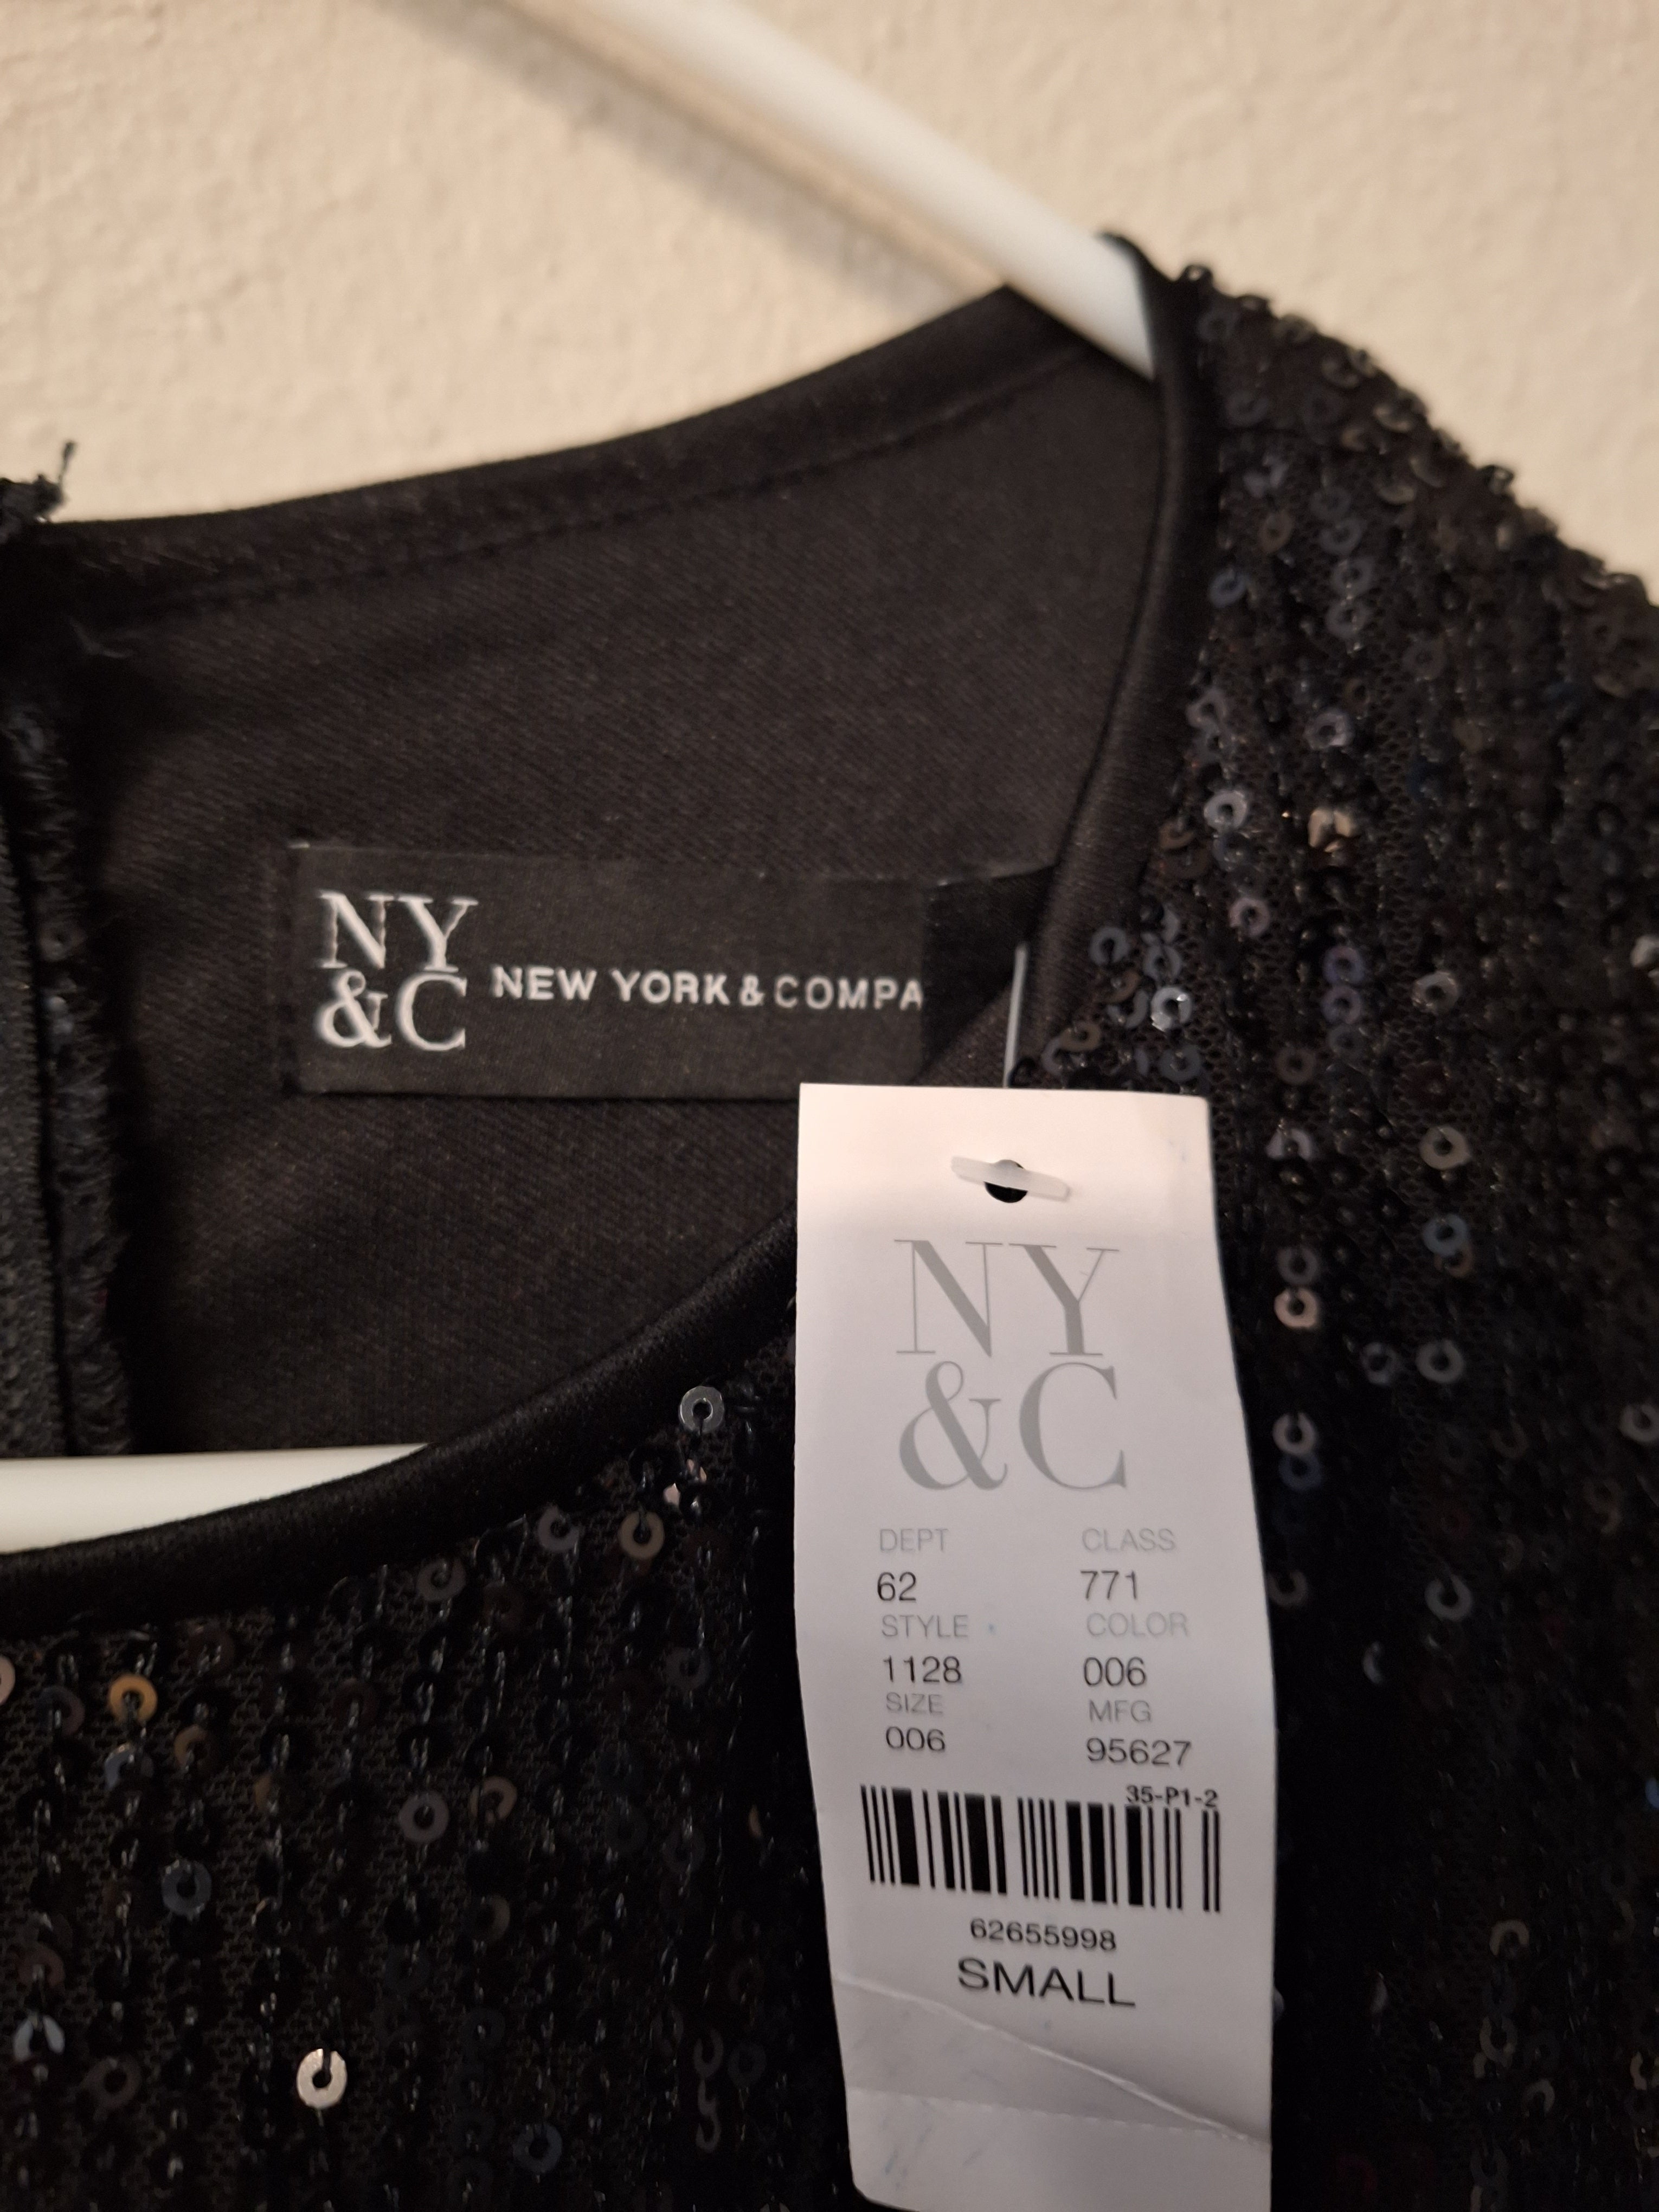 NY
&C NEW YORK & COMPA
NY
&C
DEPT CLASS
62 771
STYLE COLOR
1128 006
SIZE MFG
006 95627
35-P1-2
62655998
SMALL